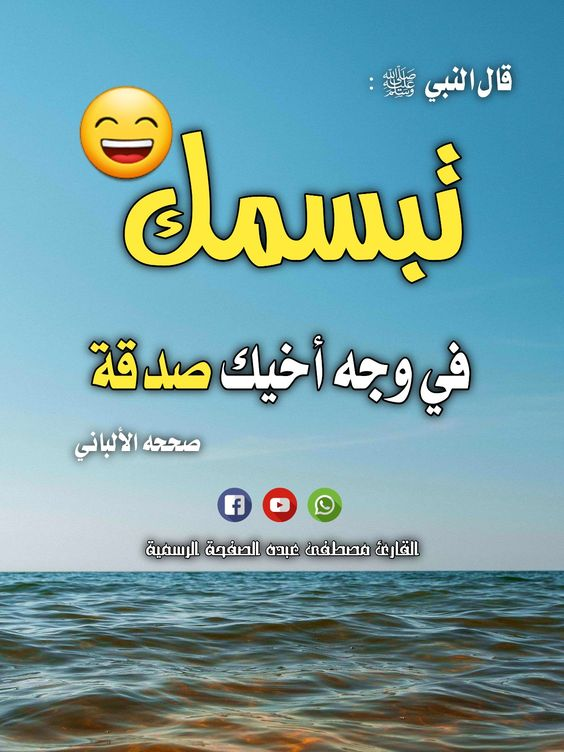 قال النبي ﷺ :
تبسمك
في وجه أخيك صدقة
صححه الألباني
القارئ مصطفى عبده الصفحة الرسمية